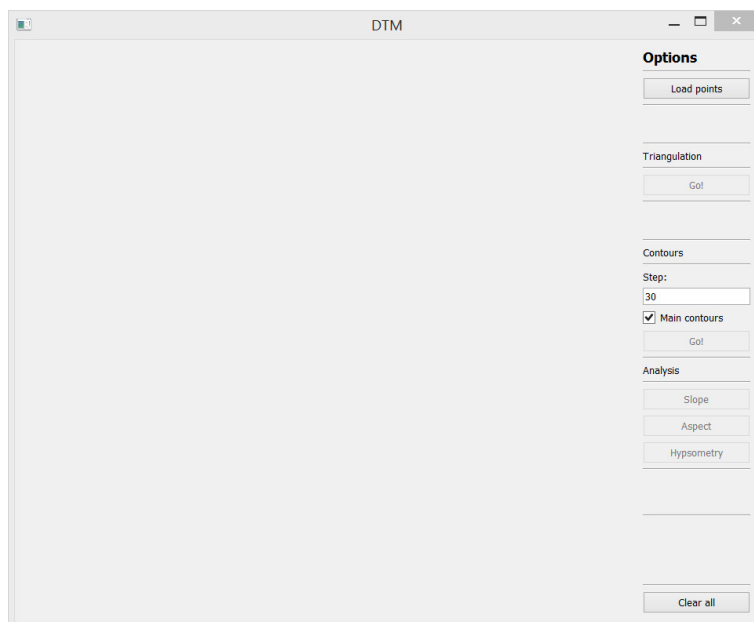 DTM
Options
Load points
Triangulation
Go!
Contours
Step:
30
Main contours
Go!
Analysis
Slope
Aspect
Hypsometry
Clear all